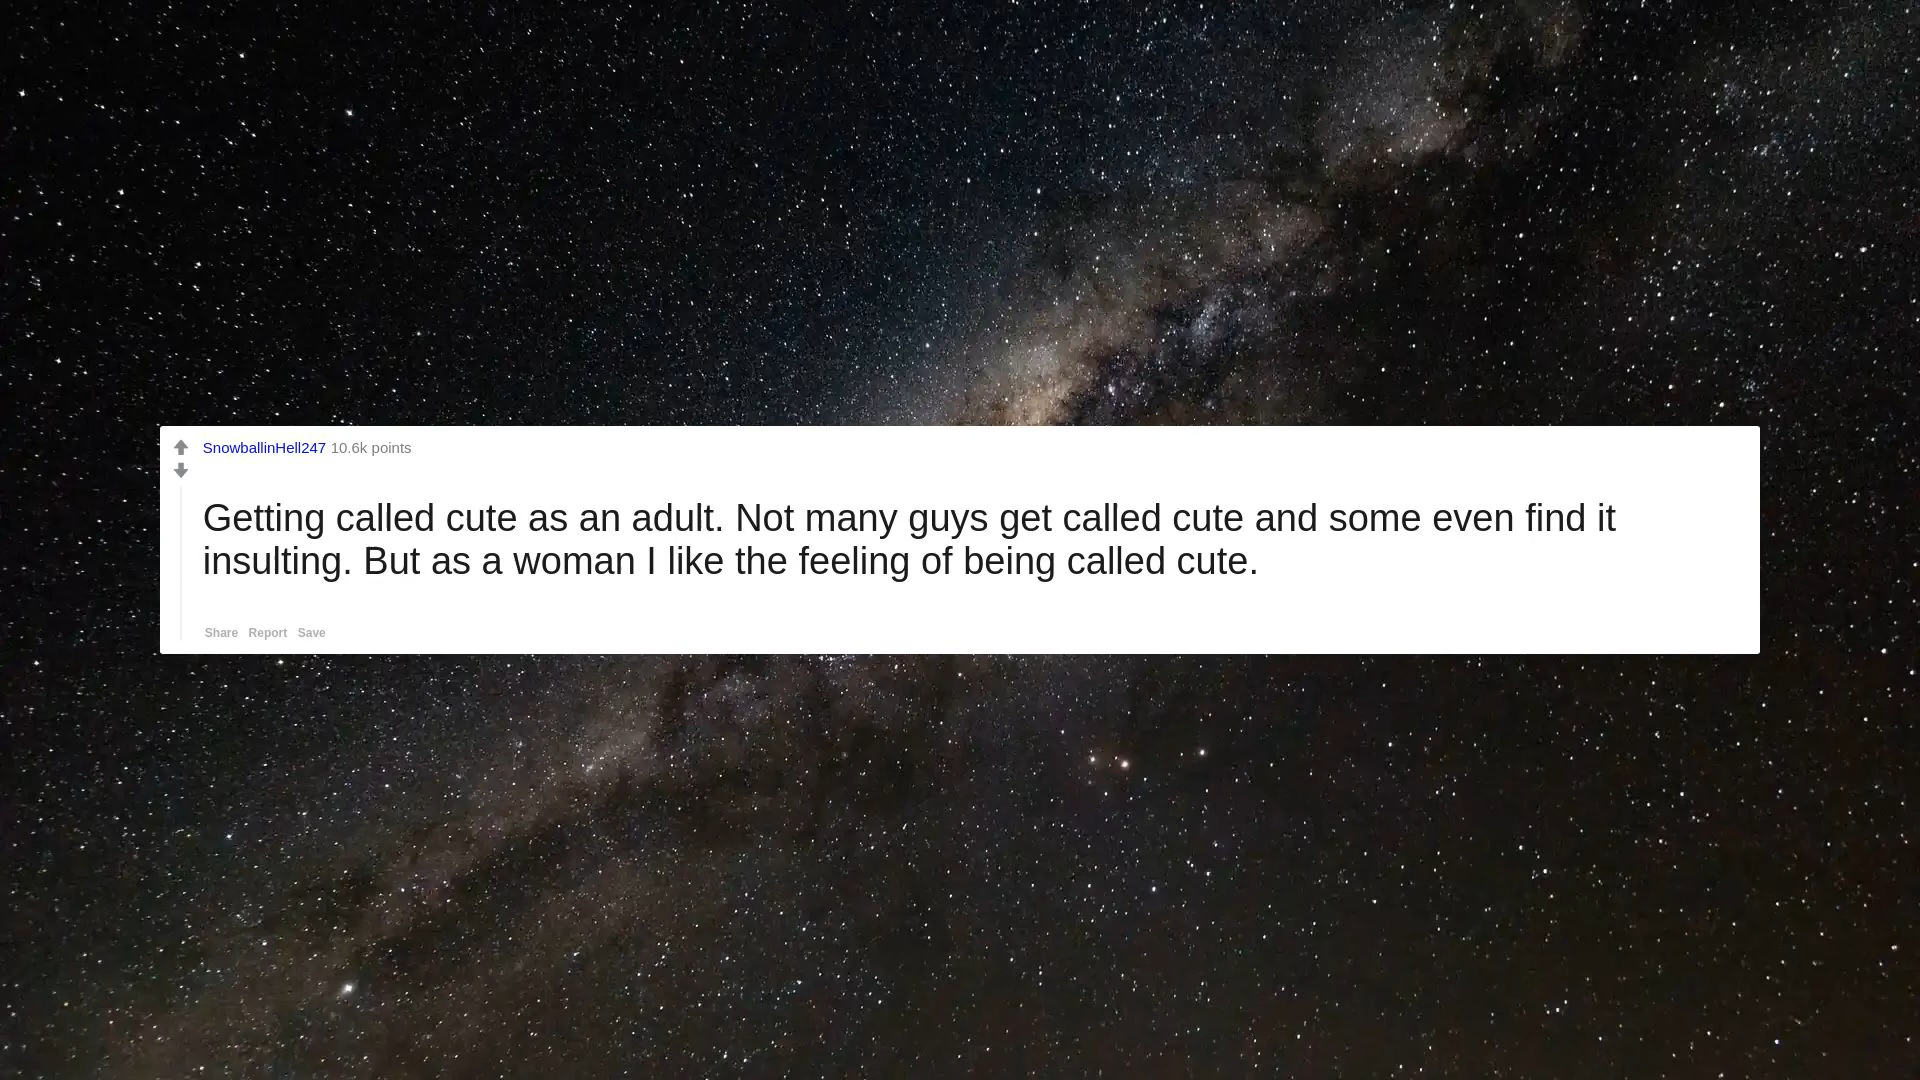 SnowballinHell247 10.6k points
Getting called cute as an adult. Not many guys get called cute and some even find it
insulting. But as a woman I like the feeling of being called cute.
Share Report Save